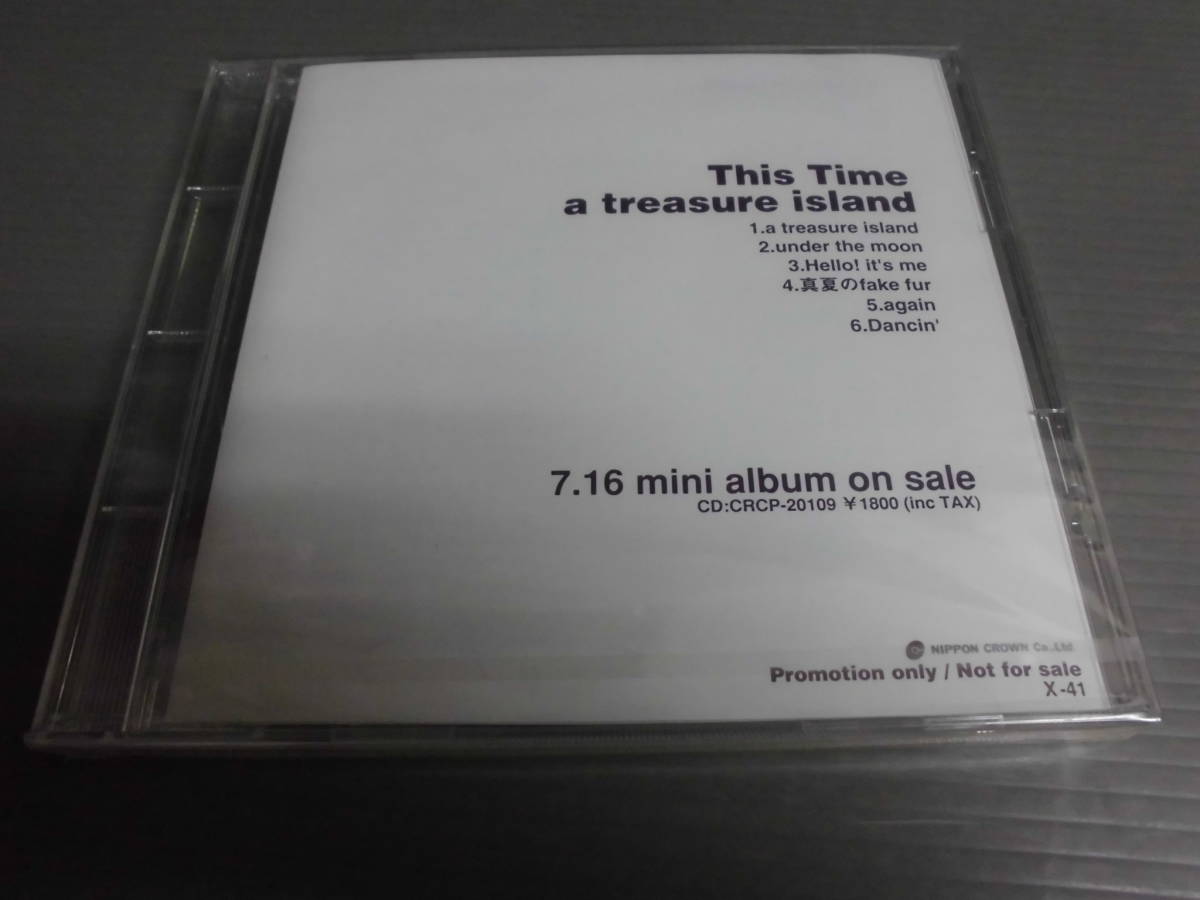 This Time
a treasure island
1.a treasure island
2.under the moon
3.Hello! it's me
4.真夏のfake fur
5.again
6.Dancin'
7.16 mini album on sale
CD:CRCP-20109 ¥1800 (inc TAX)
NIPPON CROWN Co.,Ltd.
Promotion only / Not for sale
X-41